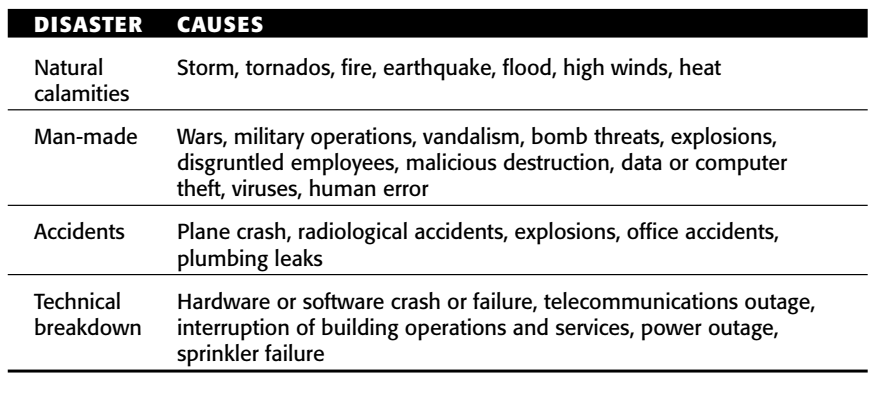 DISASTER CAUSES
Natural Storm, tornados, fire, earthquake, flood, high winds, heat
calamities
Man-made Wars, military operations, vandalism, bomb threats, explosions,
disgruntled employees, malicious destruction, data or computer
theft, viruses, human error
Accidents Plane crash, radiological accidents, explosions, office accidents,
plumbing leaks
Technical Hardware or software crash or failure, telecommunications outage,
breakdown interruption of building operations and services, power outage,
sprinkler failure